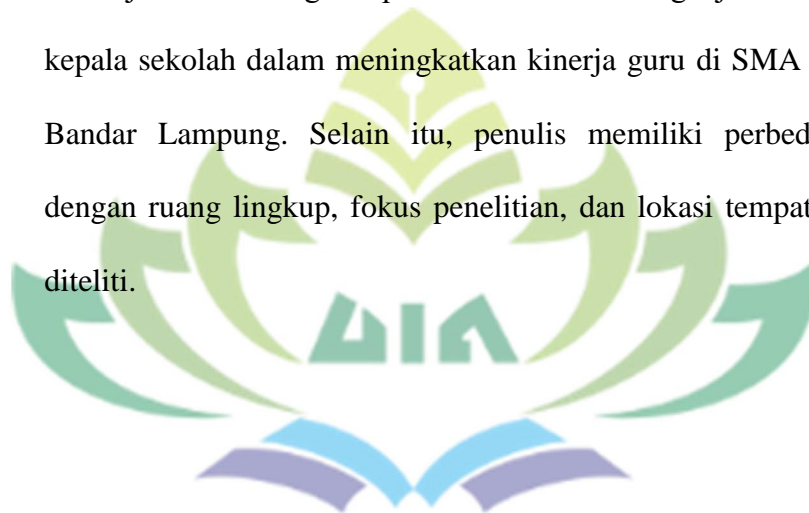 kepala sekolah dalam meningkatkan kinerja guru di SMA
Bandar Lampung. Selain itu, penulis memiliki
dengan ruang lingkup, fokus penelitian, dan lokasi tempat
diteliti.
UIN